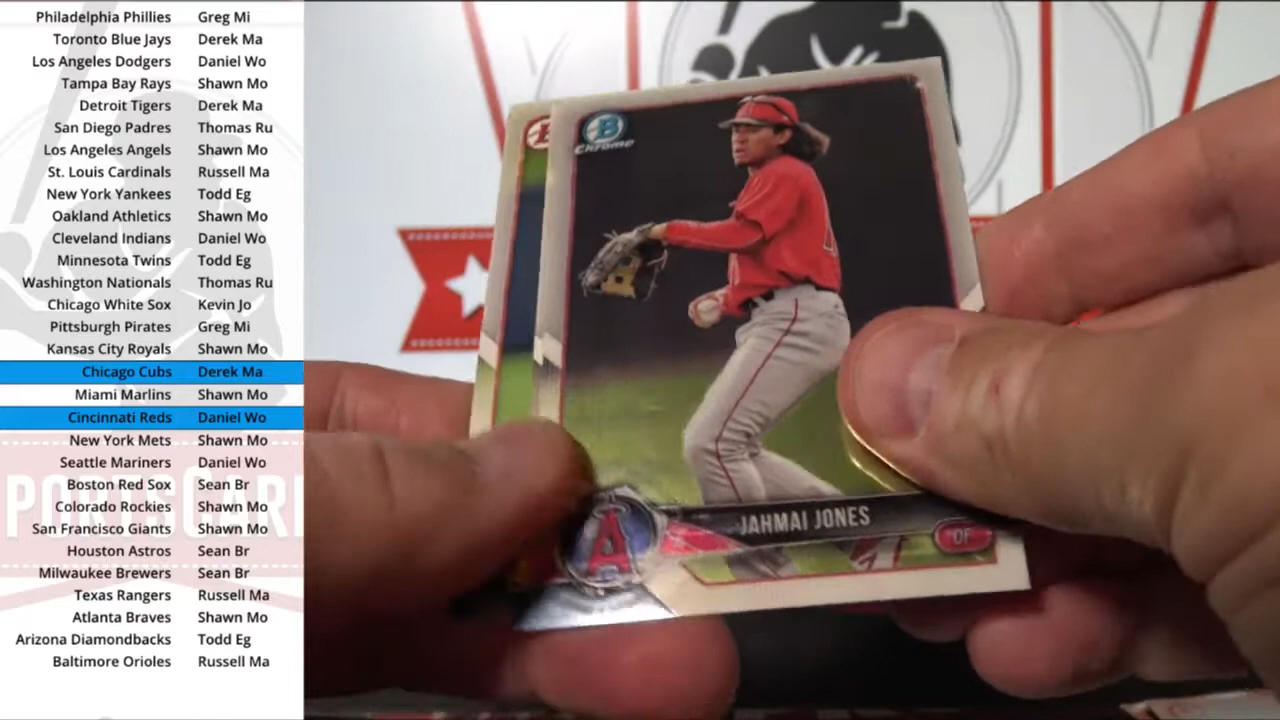 Philadelphia Phillies Greg Mi
Toronto Blue Jays Derek Ma
Los Angeles Dodgers Daniel Wo
Tampa Bay Rays Shawn Mo
Detroit Tigers Derek Ma
San Diego Padres Thomas Ru
Los Angeles Angels Shawn Mo
St. Louis Cardinals Russell Ma
New York Yankees Todd Eg
Oakland Athletics Shawn Mo
Cleveland Indians Daniel Wo
Minnesota Twins Todd Eg
Washington Nationals Thomas Ru
Chicago White Sox Kevin Jo
Pittsburgh Pirates Greg Mi
Kansas City Royals Shawn Mo
Chicago Cubs Derek Ma
Miami Marlins Shawn Mo
Cincinnati Reds Daniel Wo
New York Mets Shawn Mo
Seattle Mariners Daniel Wo
Boston Red Sox Sean Br
Colorado Rockies Shawn Mo
San Francisco Giants Shawn Mo
Houston Astros Sean Br
Milwaukee Brewers Sean Br
Texas Rangers Russell Ma
Atlanta Braves Shawn Mo
Arizona Diamondbacks Todd Eg
Baltimore Orioles Russell Ma
B
Chrome
JAHMAI JONES
OF
A